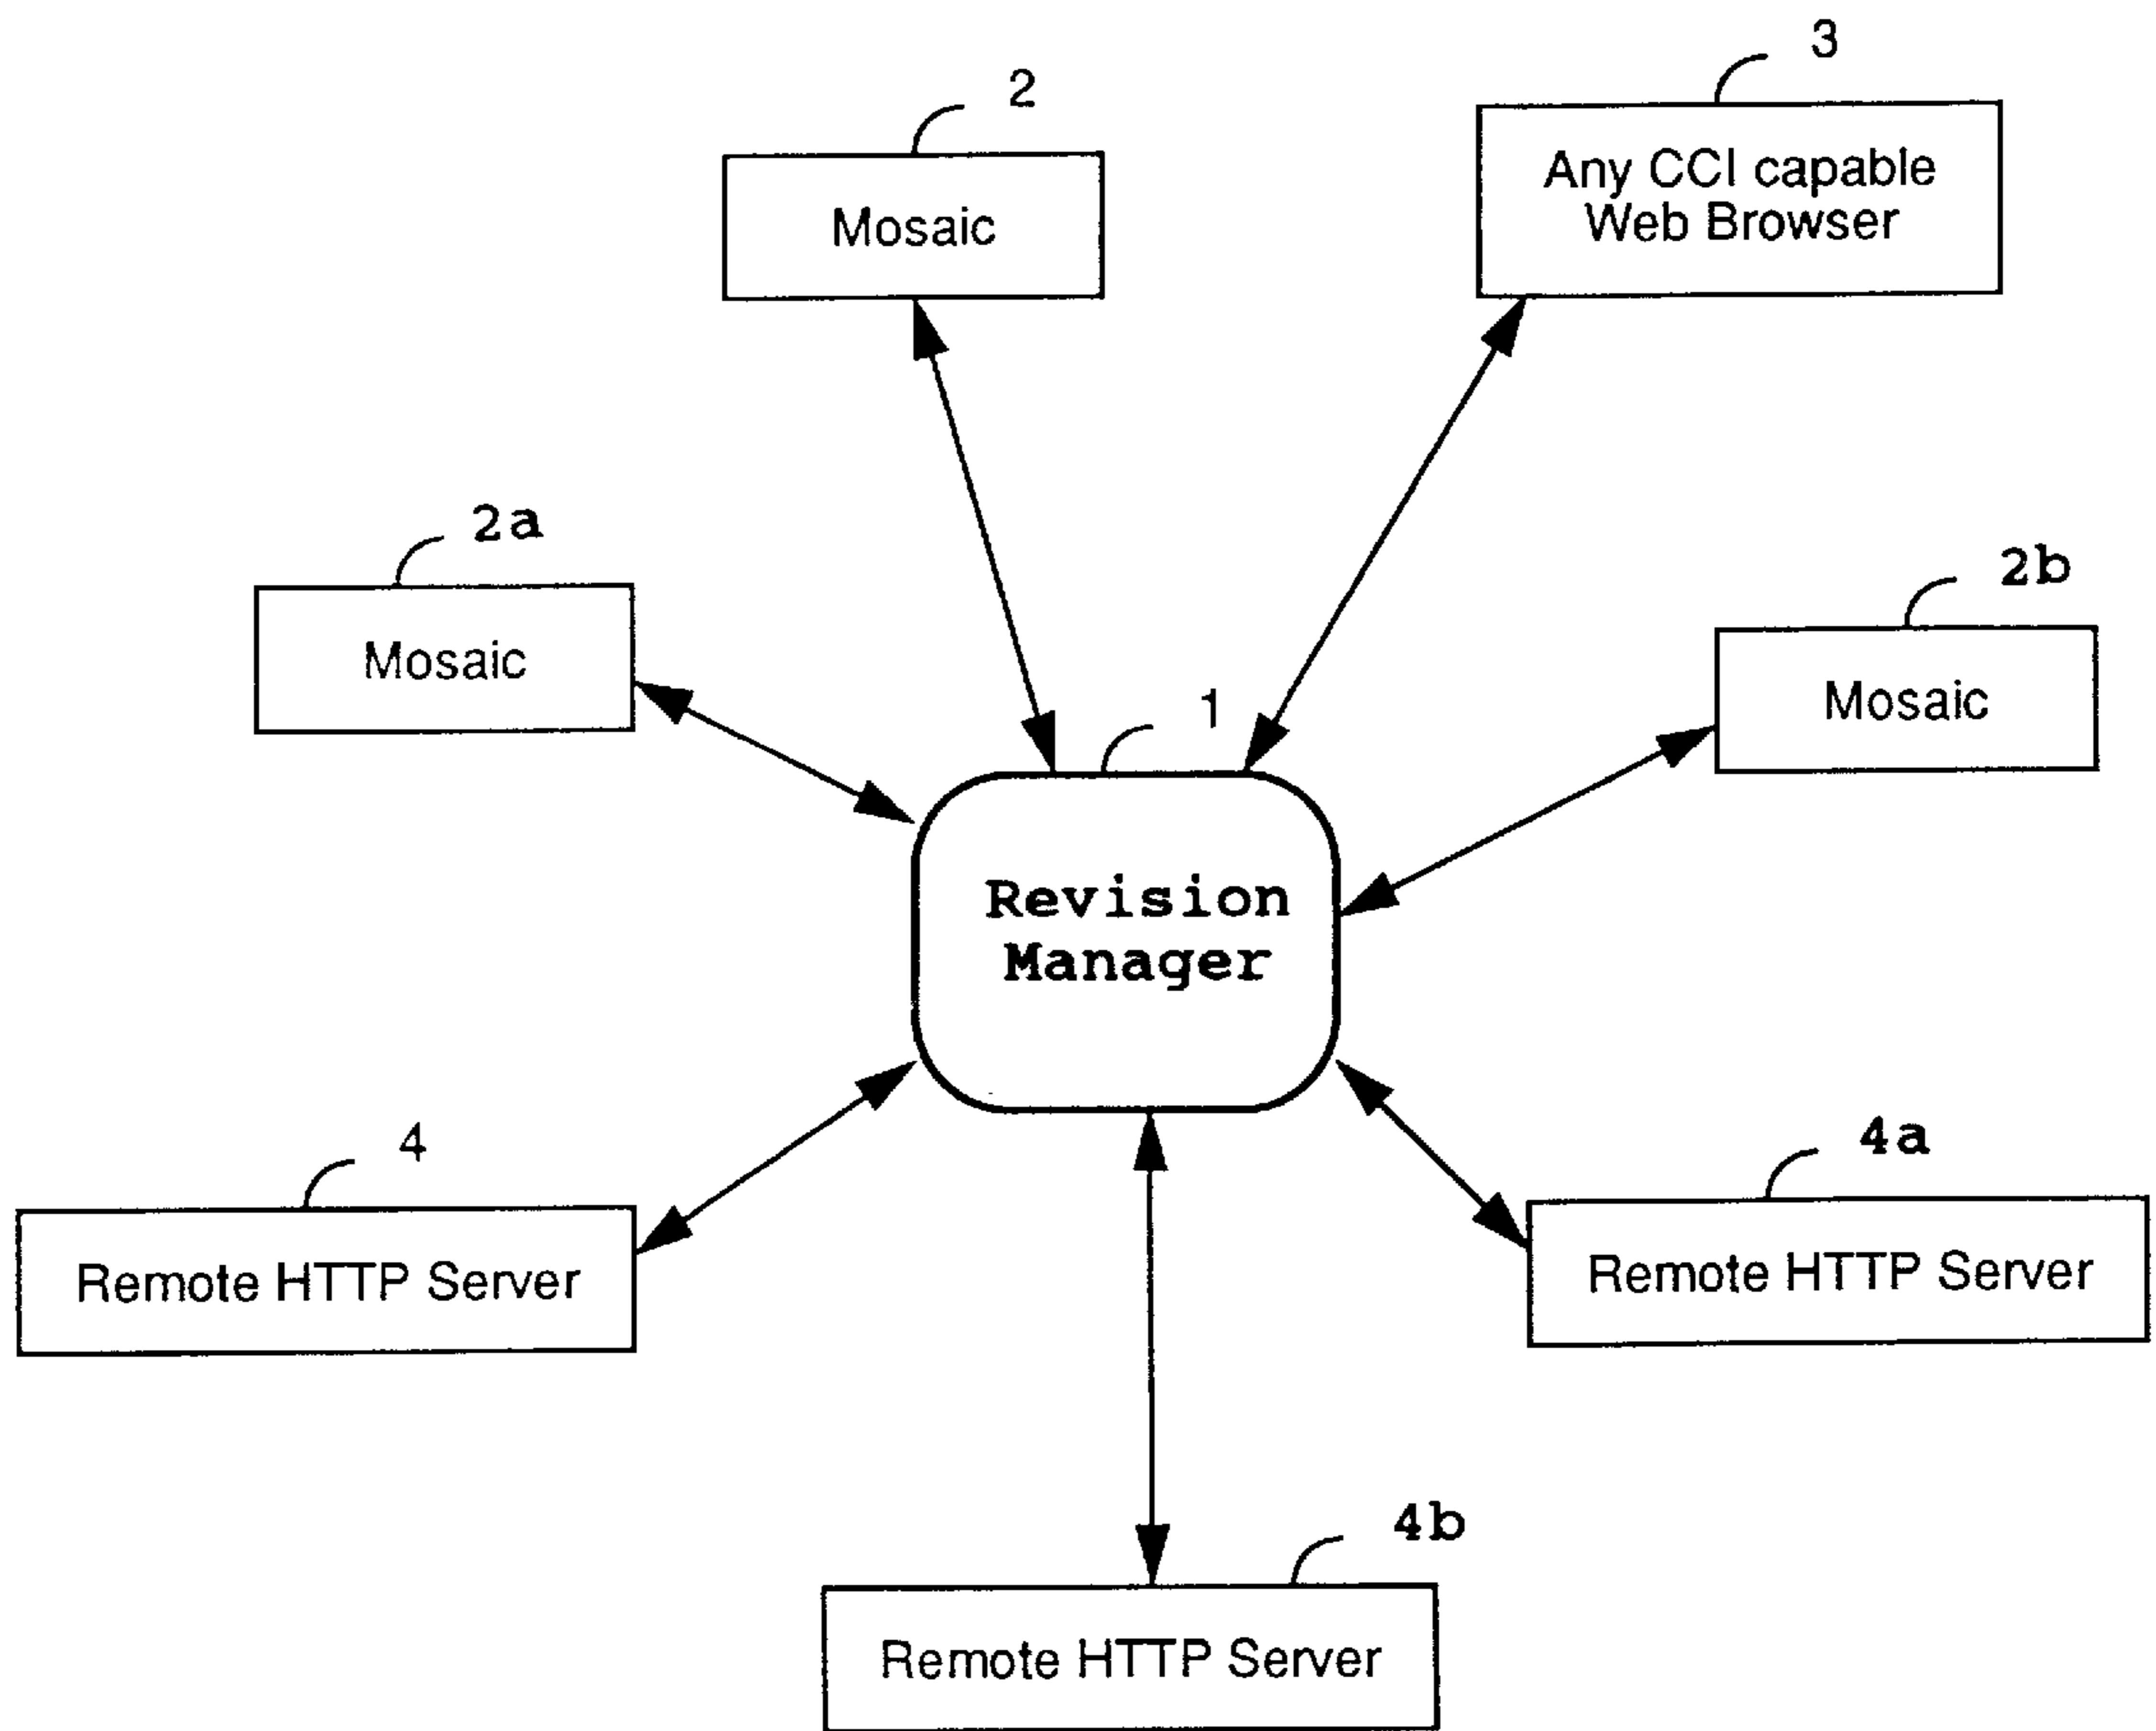 3
2
Any CCI capable
Web Browser
Mosaic
2a
2b
Mosaic
Mosaic
1
Revision
Manager
4
4a
Remote HTTP Server
Remote HTTP Server
4b
Remote HTTP Server